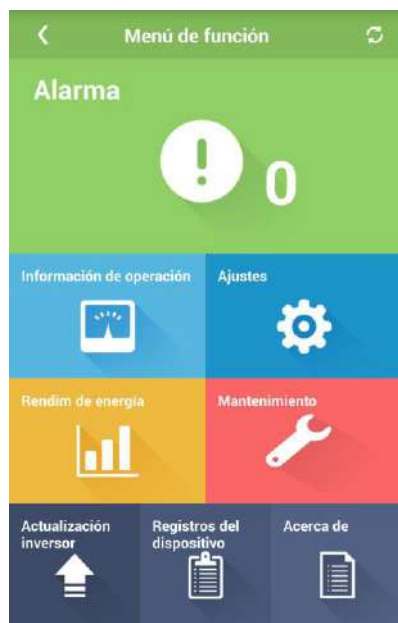 Menú de función
Alarma
0
Información de operación
Ajustes
Rendim de energía
Mantenimiento
Actualización
inversor
Registros del
dispositivo
Acerca de